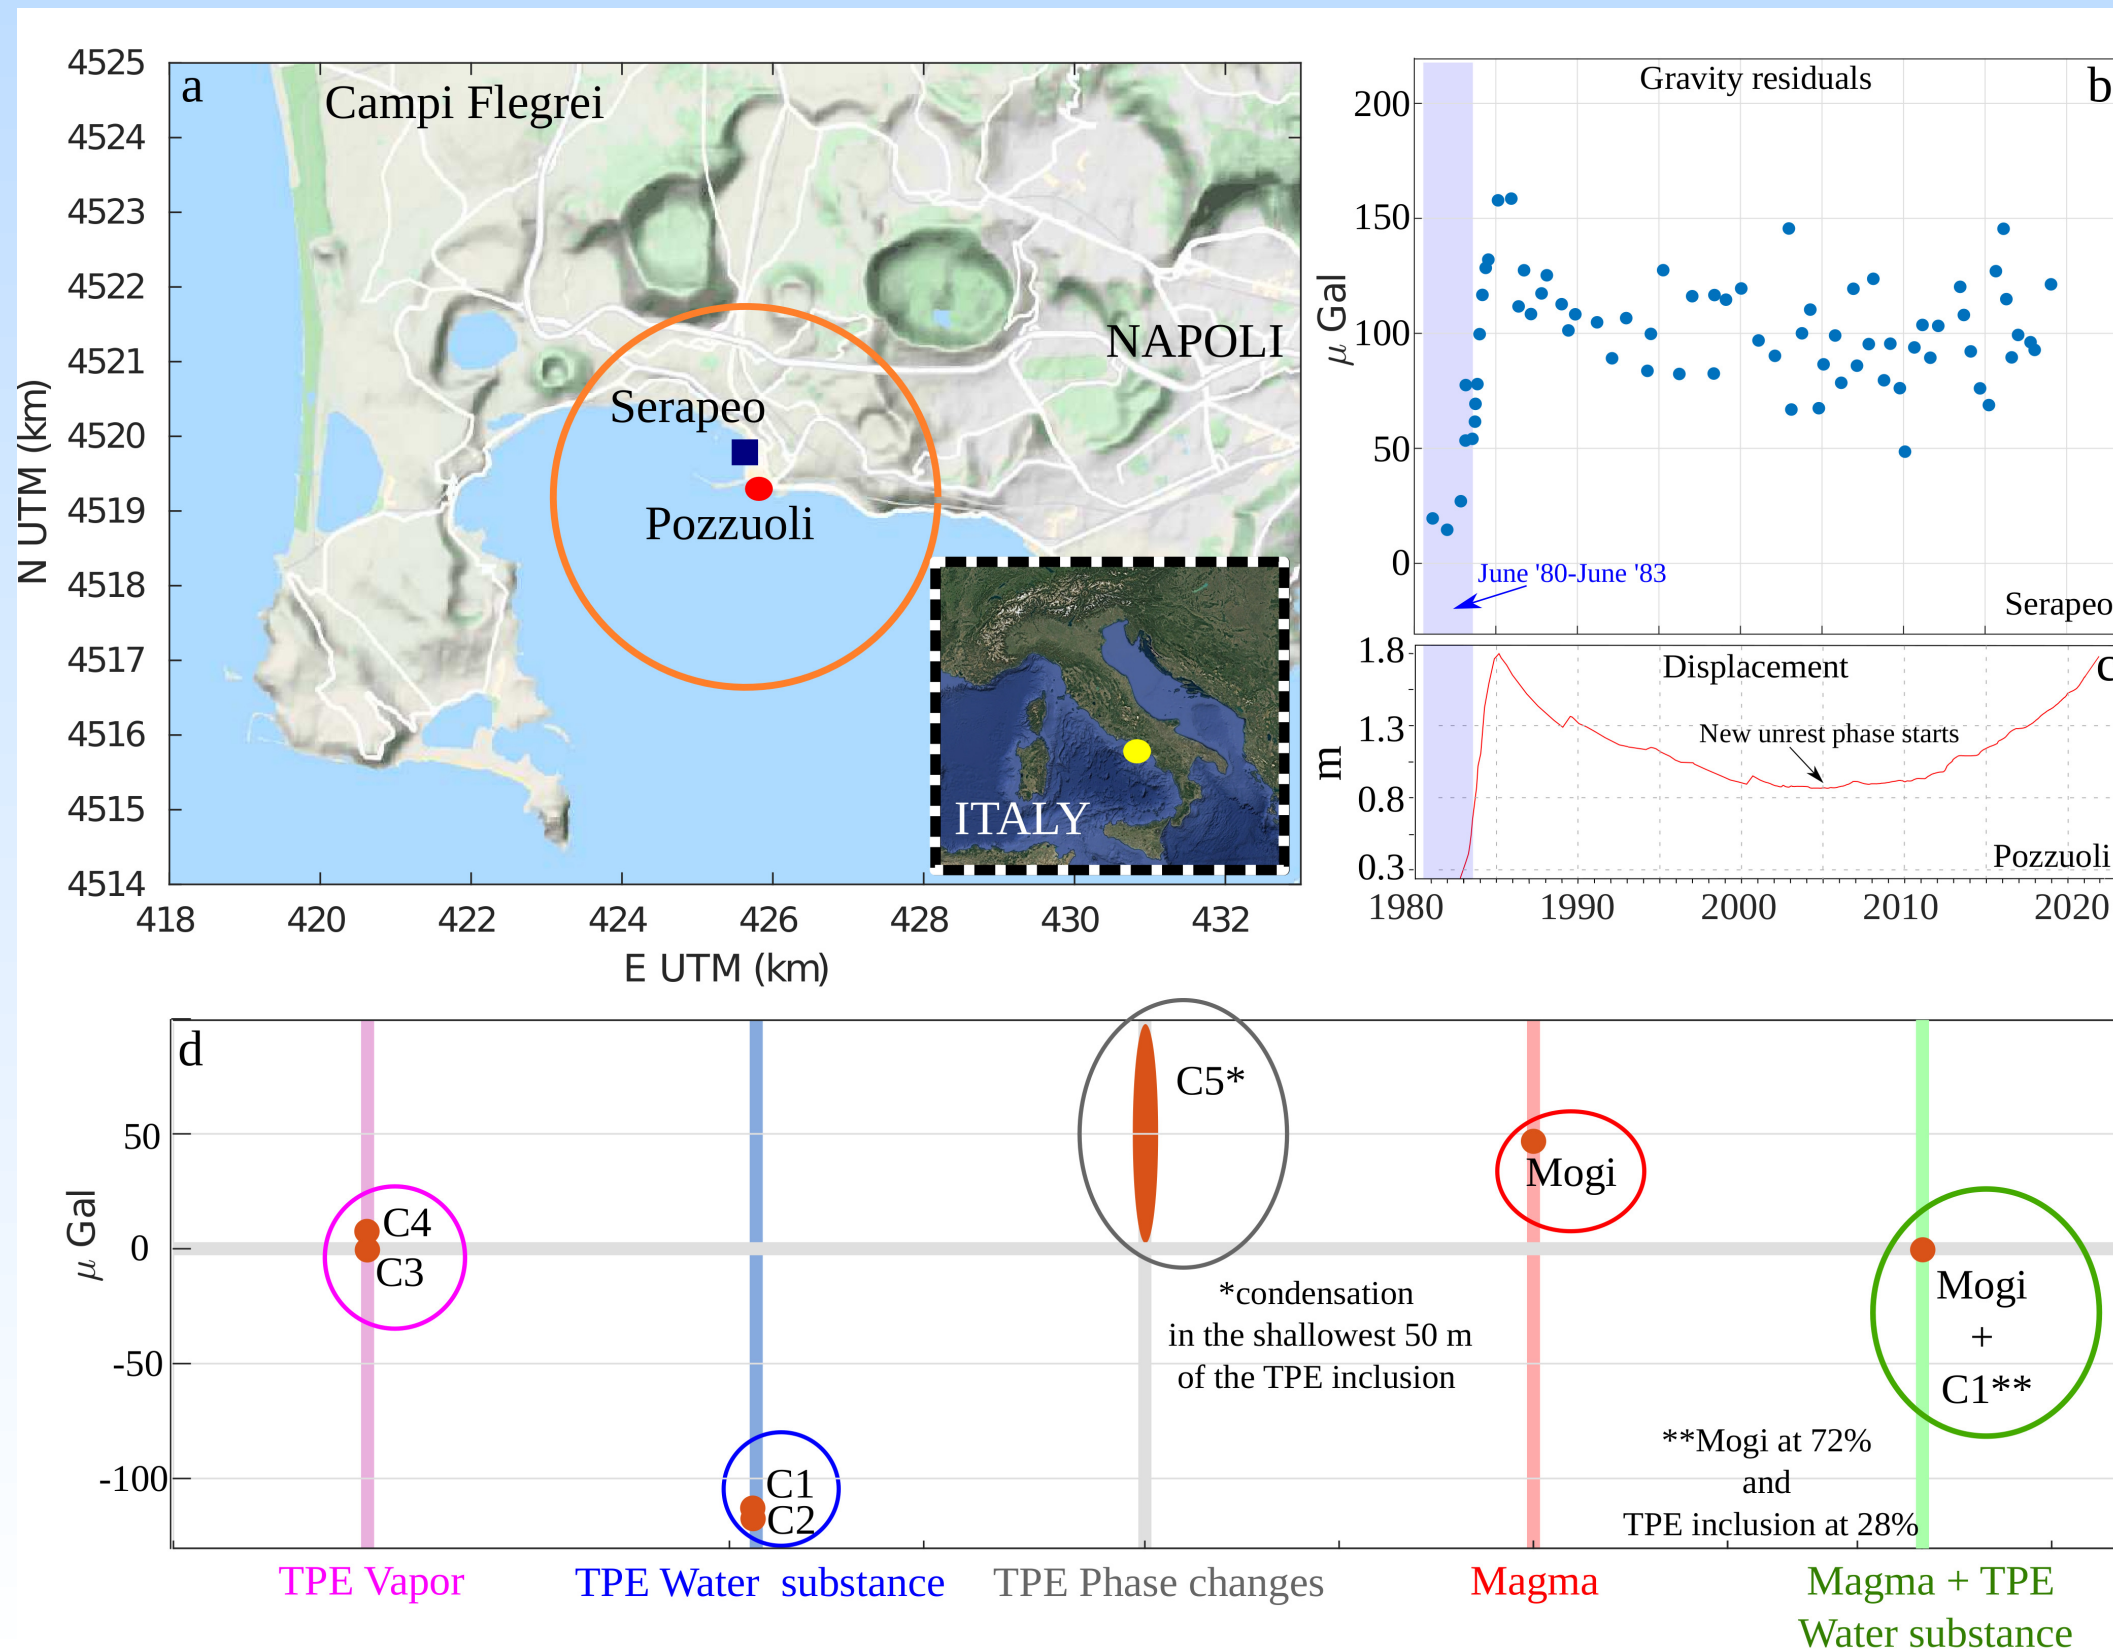 a
Campi Flegrei
NAPOLI
Serapeo
Pozzuoli
ITALY
4525
4524
4523
4522
4521
4520
4519
4518
4517
4516
4515
4514
N UTM (km)
418 420 422 424 426 428 430 432
E UTM (km)
Gravity residuals
b
200
150
100
50
0
μ Gal
June '80-June '83
Serapeo
Displacement
c
1.8
1.3
0.8
0.3
m
New unrest phase starts
Pozzuoli
1980 1990 2000 2010 2020
d
50
0
-50
-100
μ Gal
C4
C3
C1
C2
C5*
*condensation
in the shallowest 50 m
of the TPE inclusion
Mogi
Mogi
+
C1**
**Mogi at 72%
and
TPE inclusion at 28%
TPE Vapor
TPE Water substance
TPE Phase changes
Magma
Magma + TPE
Water substance